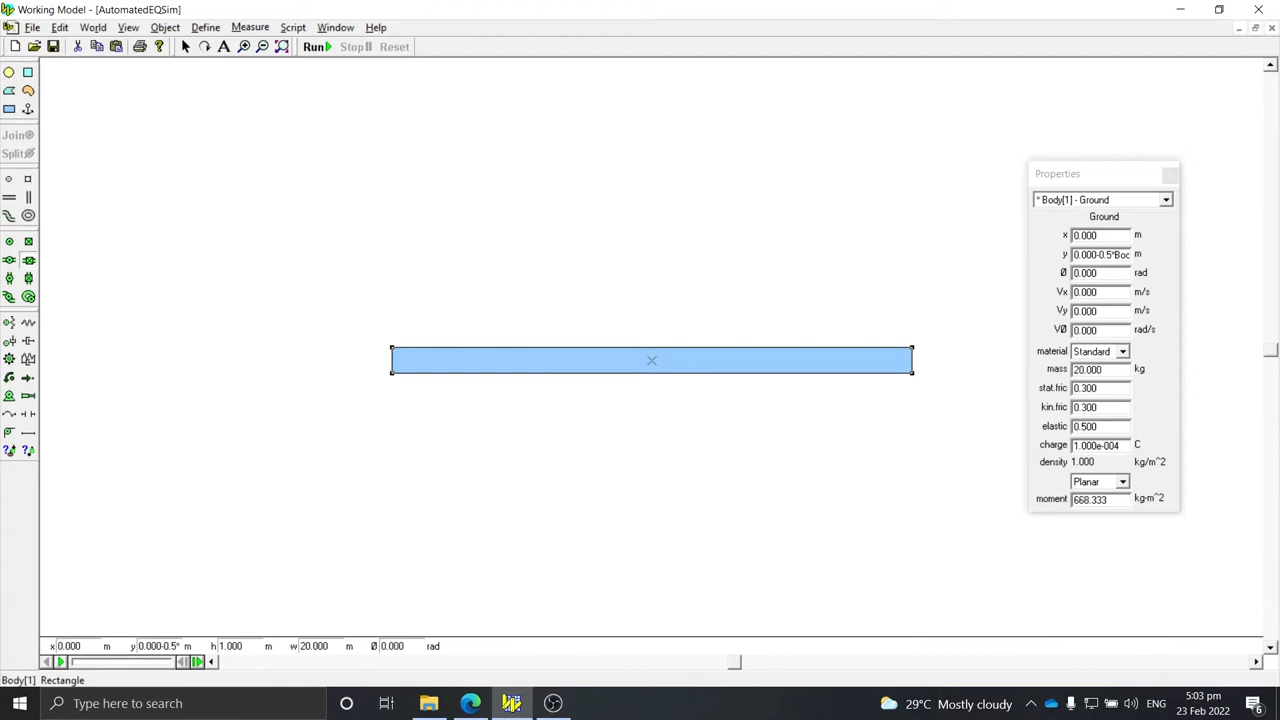 Working Model - [AutomatedEQSim]
File Edit World View Object Define Measure Script Window Help
Run Stop Reset
Join
Split
Properties
* Body[1] - Ground
Ground
x 0.000 m
y 0.000-0.5*Boc m
Ø 0.000 rad
Vx 0.000 m/s
Vy 0.000 m/s
VØ 0.000 rad/s
material Standard
mass 20.000 kg
stat.fric 0.300
kin.fric 0.300
elastic 0.500
charge 1.000e-004 C
density 1.000 kg/m^2
Planar
moment 668.333 kg-m^2
x 0.000 m y 0.000-0.5* m h 1.000 m w 20.000 m Ø 0.000 rad
Body[1] Rectangle
Type here to search
29°C Mostly cloudy
ENG
5:03 pm
23 Feb 2022
6